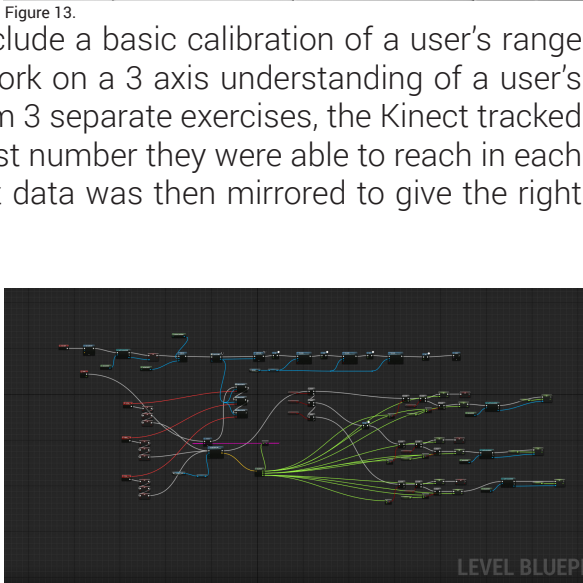 Figure 13.
clude a basic calibration of a user’s range
ork on a 3 axis understanding of a user’s
m 3 separate exercises, the Kinect tracked
st number they were able to reach in each
t data was then mirrored to give the right
LEVEL BLUEP